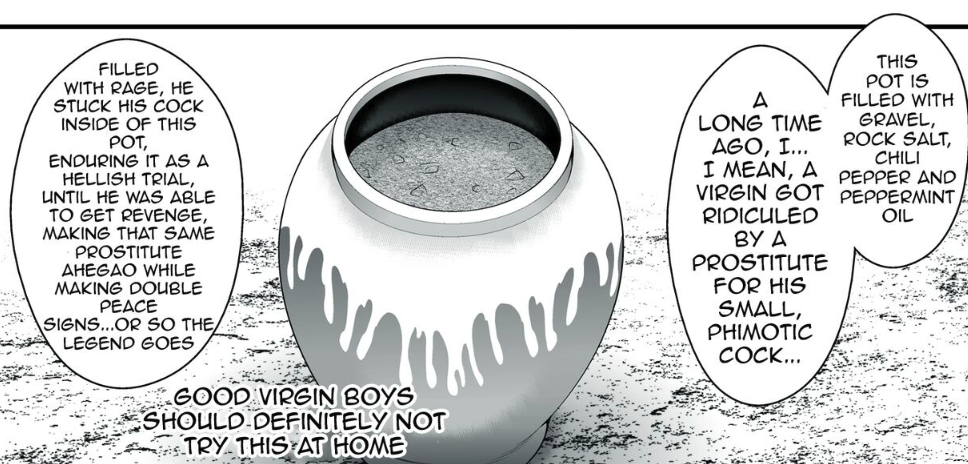 THIS
POT IS
FILLED WITH
GRAVEL,
ROCK SALT,
CHILI
PEPPER AND
PEPPERMINT
OIL
A
LONG TIME
AGO, I...
I MEAN, A
VIRGIN GOT
RIDICULED
BY A
PROSTITUTE
FOR HIS
SMALL,
PHIMOTIC
COCK...
FILLED
WITH RAGE, HE
STUCK HIS COCK
INSIDE OF THIS
POT,
ENDURING IT AS A
HELLISH TRIAL,
UNTIL HE WAS ABLE
TO GET REVENGE,
MAKING THAT SAME
PROSTITUTE
AHEGAO WHILE
MAKING DOUBLE
PEACE
SIGNS...OR SO THE
LEGEND GOES
GOOD VIRGIN BOYS
SHOULD DEFINITELY NOT
TRY THIS AT HOME